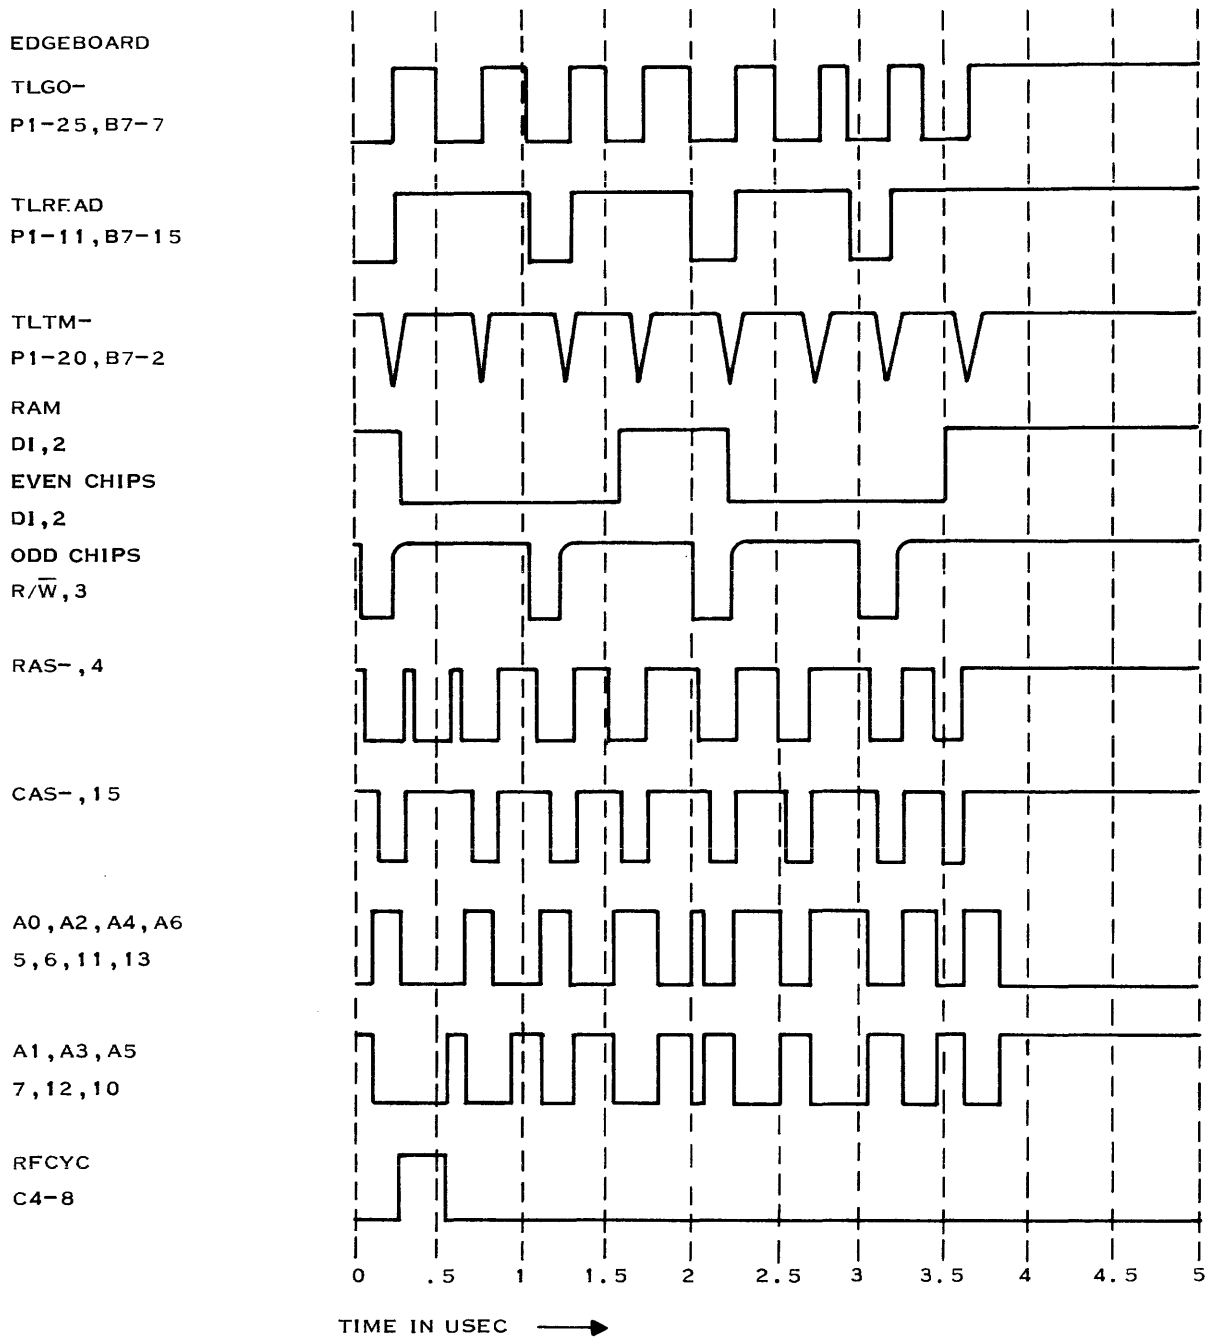 EDGEBOARD
TLGO-
P1-25,B7-7
TLREAD
P1-11,B7-15
TLTM-
P1-20,B7-2
RAM
DI,2
EVEN CHIPS
DI,2
ODD CHIPS
R/W̅,3
RAS-,4
CAS-,15
A0,A2,A4,A6
5,6,11,13
A1,A3,A5
7,12,10
RFCYC
C4-8
0 .5 1 1.5 2 2.5 3 3.5 4 4.5 5
TIME IN USEC